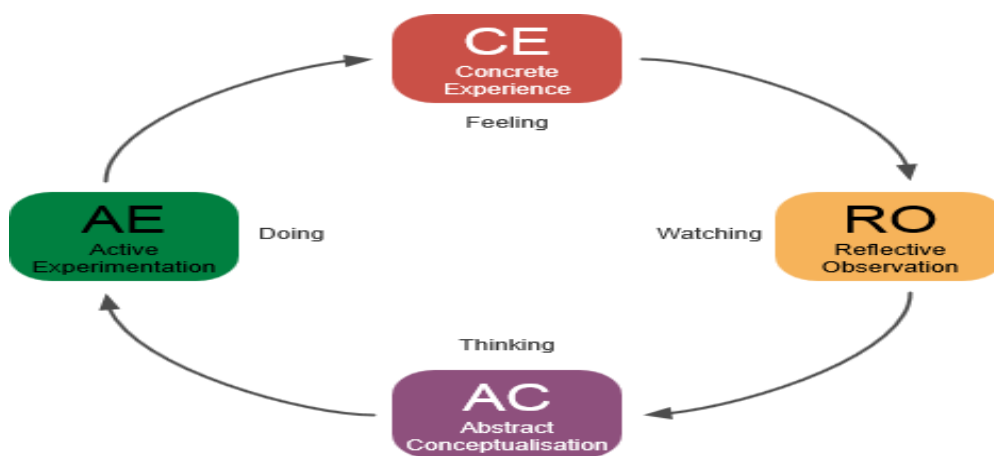 CE
Concrete
Experience
Feeling
AE
Active
Experimentation
Doing
Watching
RO
Reflective
Observation
Thinking
AC
Abstract
Conceptualisation